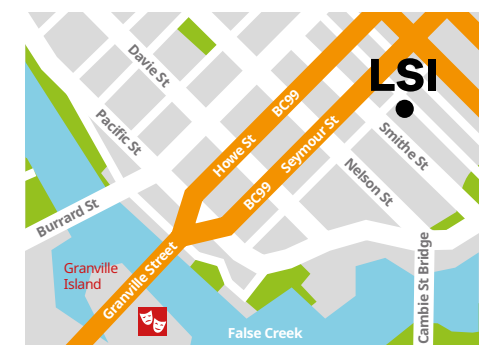 Davie St
LSI
BC99
Pacific St
Smithe St
Seymour St
Howe St
Nelson St
BC99
Burrard St
Granville Street
Cambie St Bridge
Granville
Island
False Creek